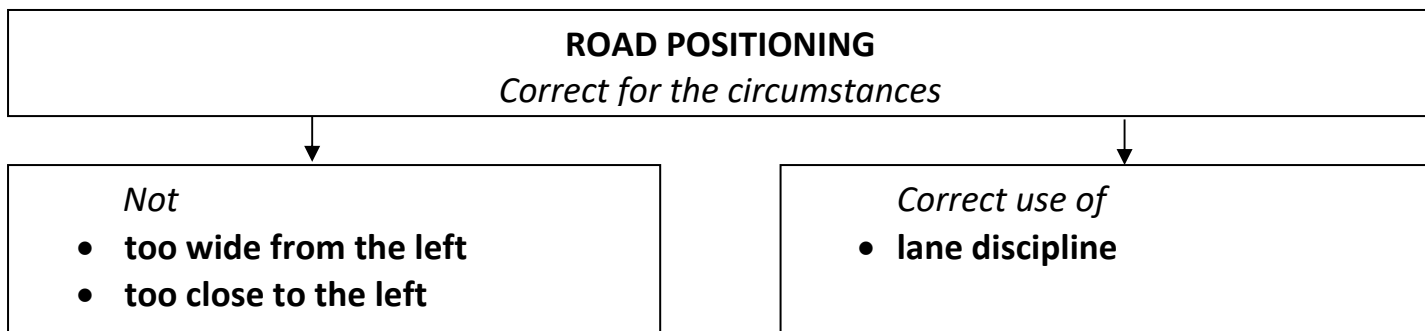 ROAD POSITIONING
Correct for the circumstances
Not
• too wide from the left
• too close to the left
Correct use of
• lane discipline